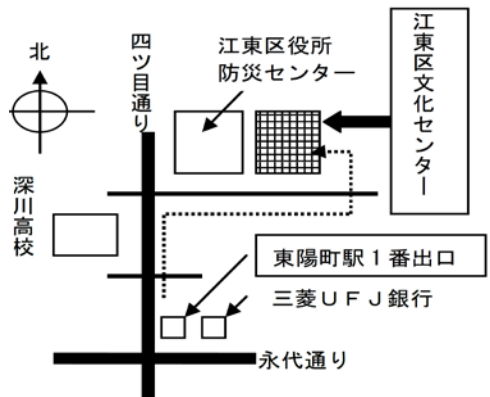 北
四ツ目通り
江東区役所
防災センター
江東区文化センター
深川高校
東陽町駅１番出口
三菱ＵＦＪ銀行
永代通り